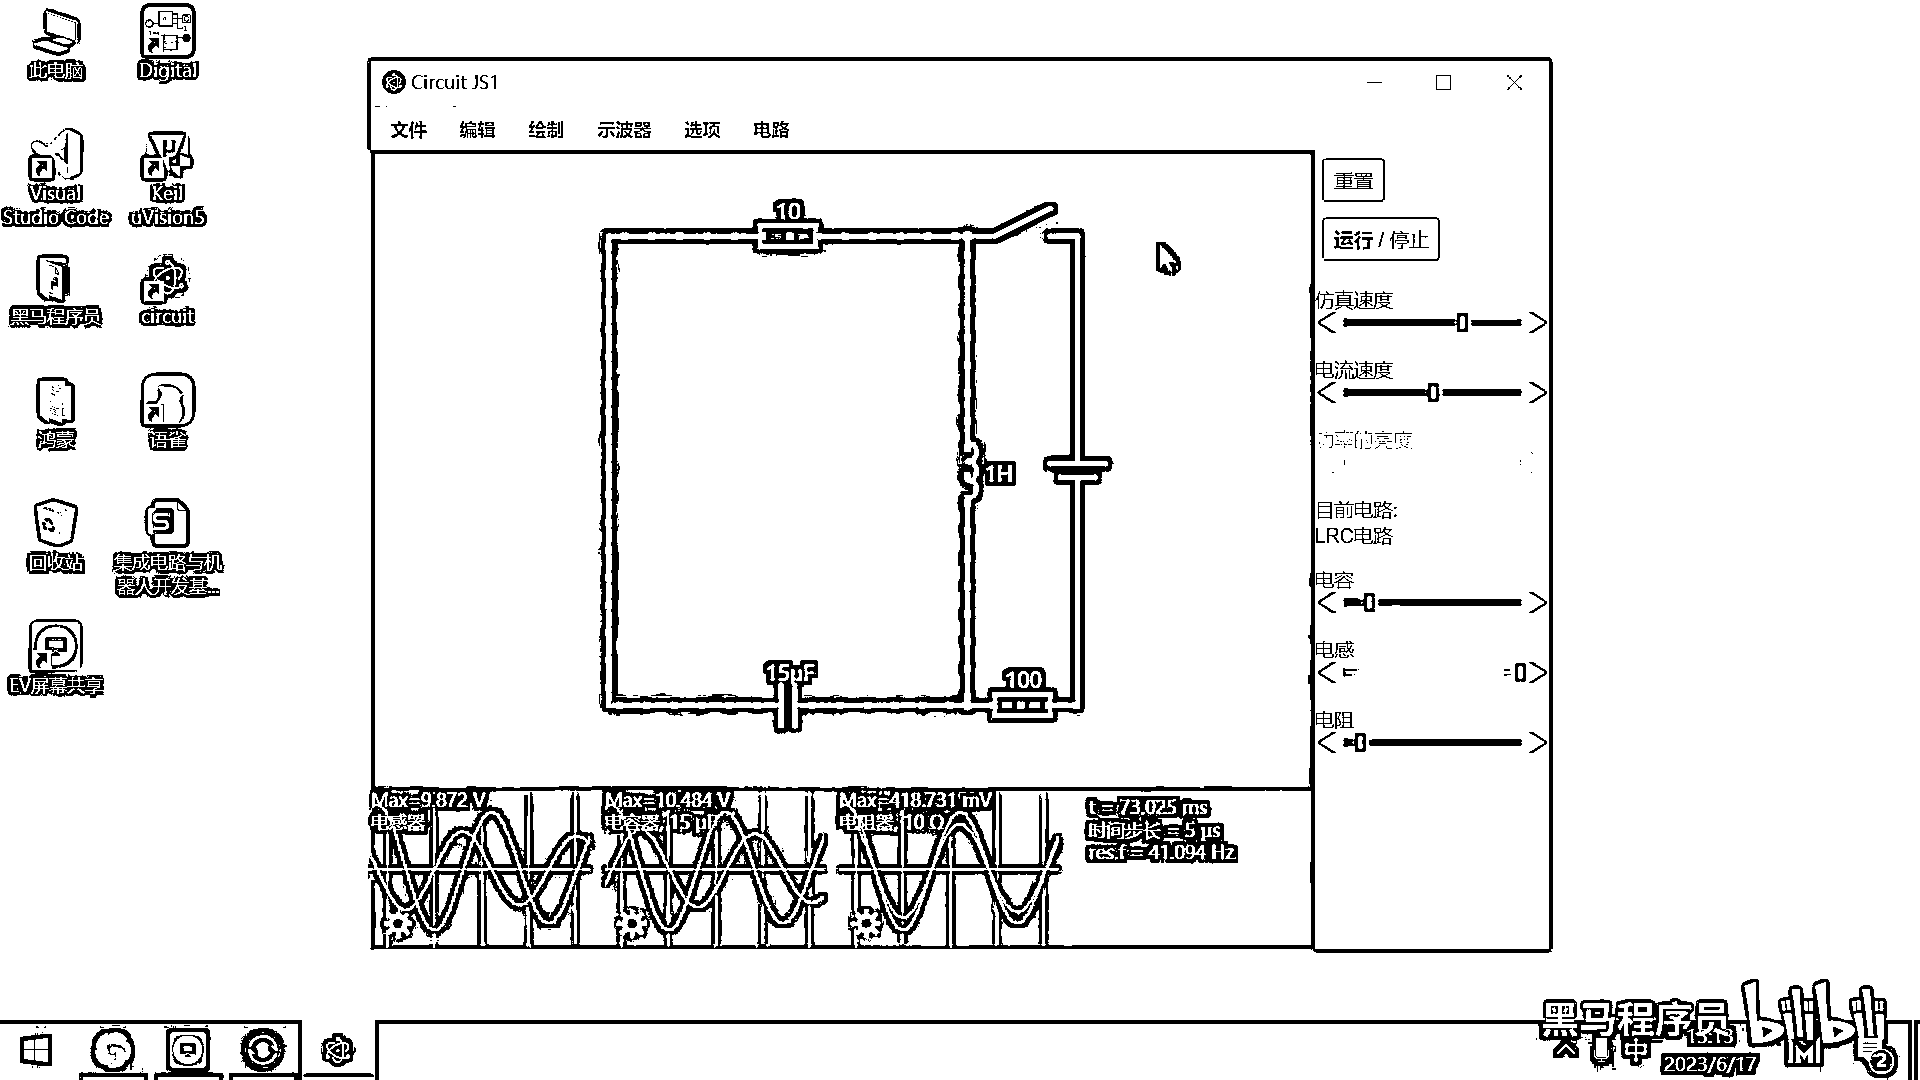 此电脑
Digital
Visual
Studio Code
Keil
uVision5
黑马程序员
circuit
鸿蒙
语雀
回收站
集成电路与机
器人开发基...
EV屏幕共享
Circuit JS1
文件 编辑 绘制 示波器 选项 电路
10
1H
15μF
100
重置
运行 / 停止
仿真速度
电流速度
功率的亮度
目前电路:
LRC电路
电容
电感
电阻
Max=9.872 V
电感器
Max=10.484 V
电容器, 15 μF
Max=418.731 mV
电阻器, 10 Ω
t = 73.025 ms
时间步长 = 5 μs
res.f = 41.094 Hz
黑马程序员 bilibili
中
15:15
2023/6/17
2